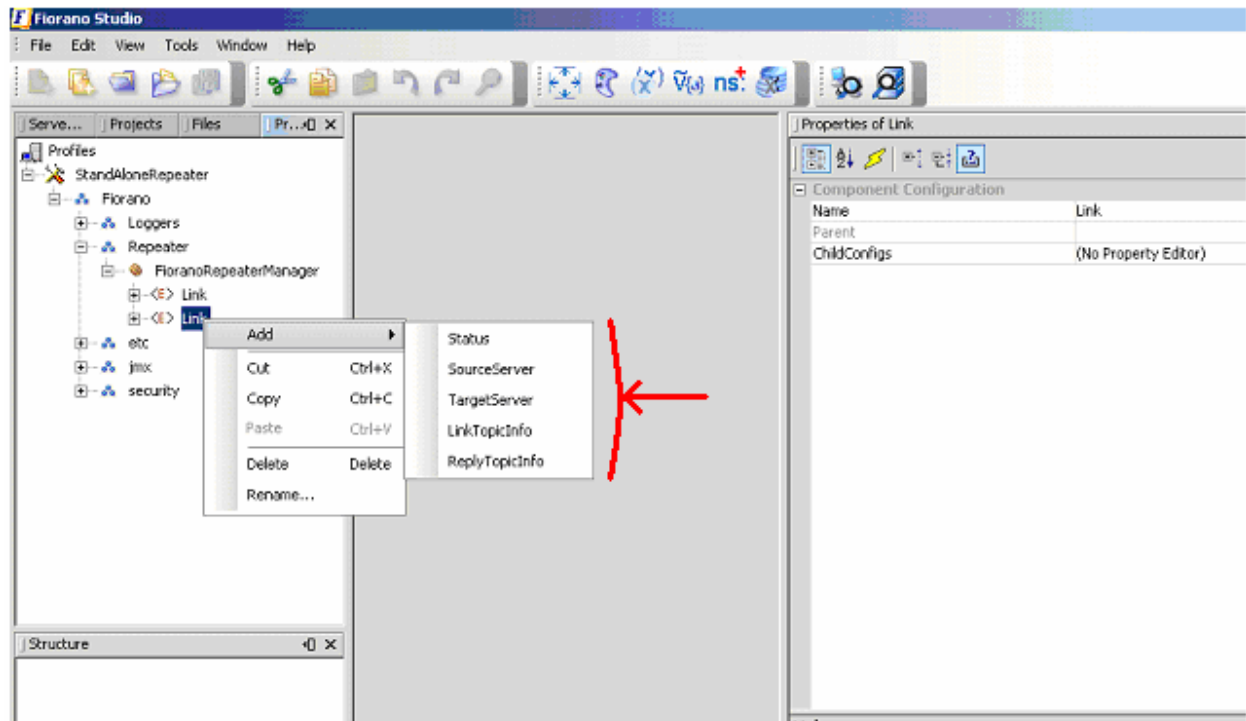 Fiorano Studio
File Edit View Tools Window Help
ns:
Serve... Projects Files Pr...
Properties of Link
Profiles
StandAloneRepeater
Fiorano
Loggers
Repeater
FioranoRepeaterManager
Link
Link
etc
jmx
security
Add
Cut Ctrl+X
Copy Ctrl+C
Paste Ctrl+V
Delete Delete
Rename...
Status
SourceServer
TargetServer
LinkTopicInfo
ReplyTopicInfo
Component Configuration
Name Link
Parent
ChildConfigs (No Property Editor)
Structure